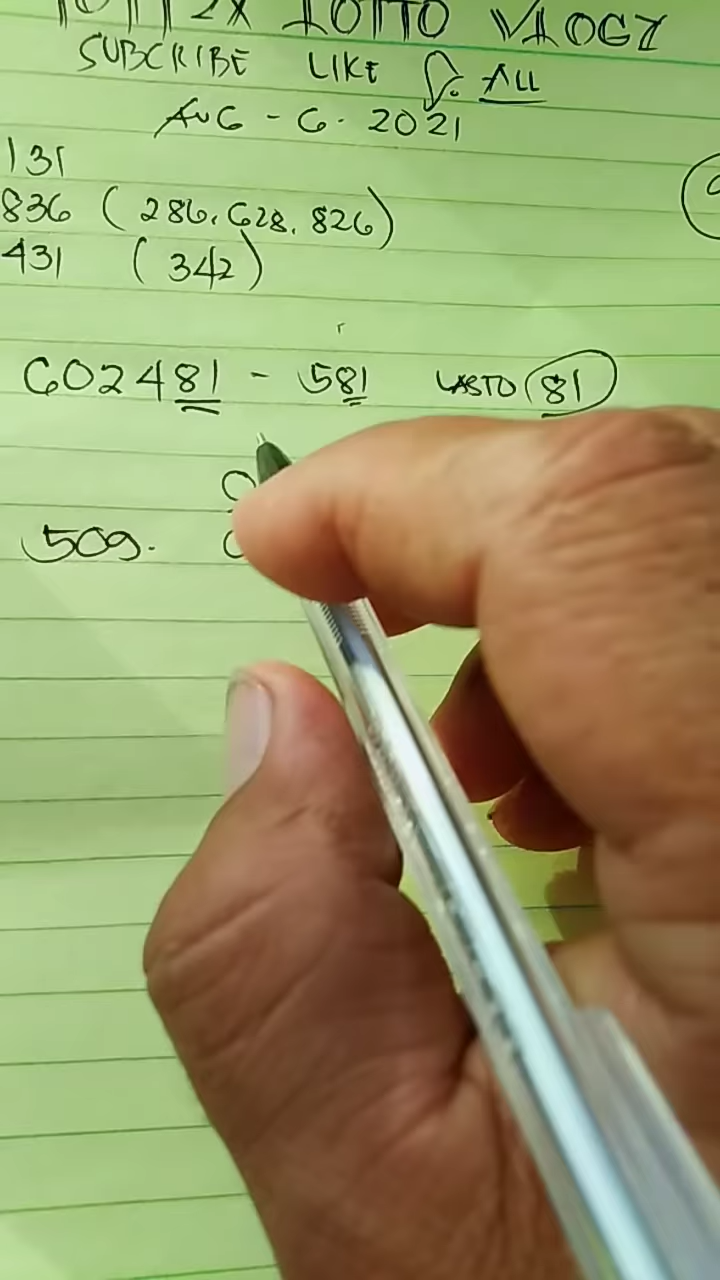 LOTTO VLOGZ
SUBCRIBE LIKE & ALL
AUG - 6 - 2021
131
836 (286, 628, 826)
431 (342)
602481 - 581 LASTO 81
509.